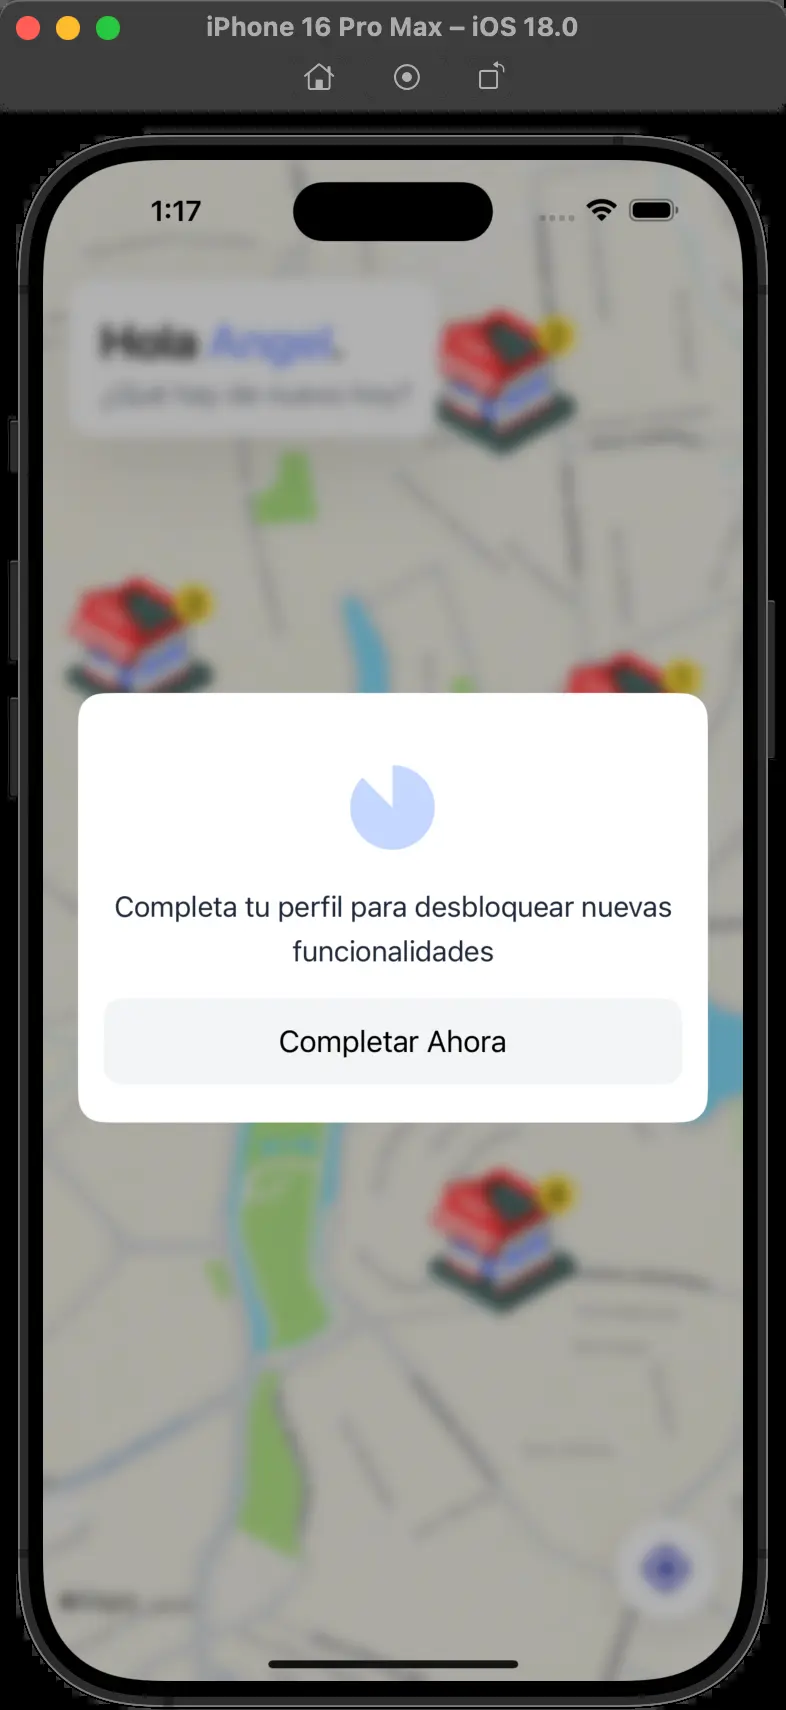 iPhone 16 Pro Max – iOS 18.0
1:17
Hola Angel.
¿Qué hay de nuevo hoy?
Completa tu perfil para desbloquear nuevas
funcionalidades
Completar Ahora